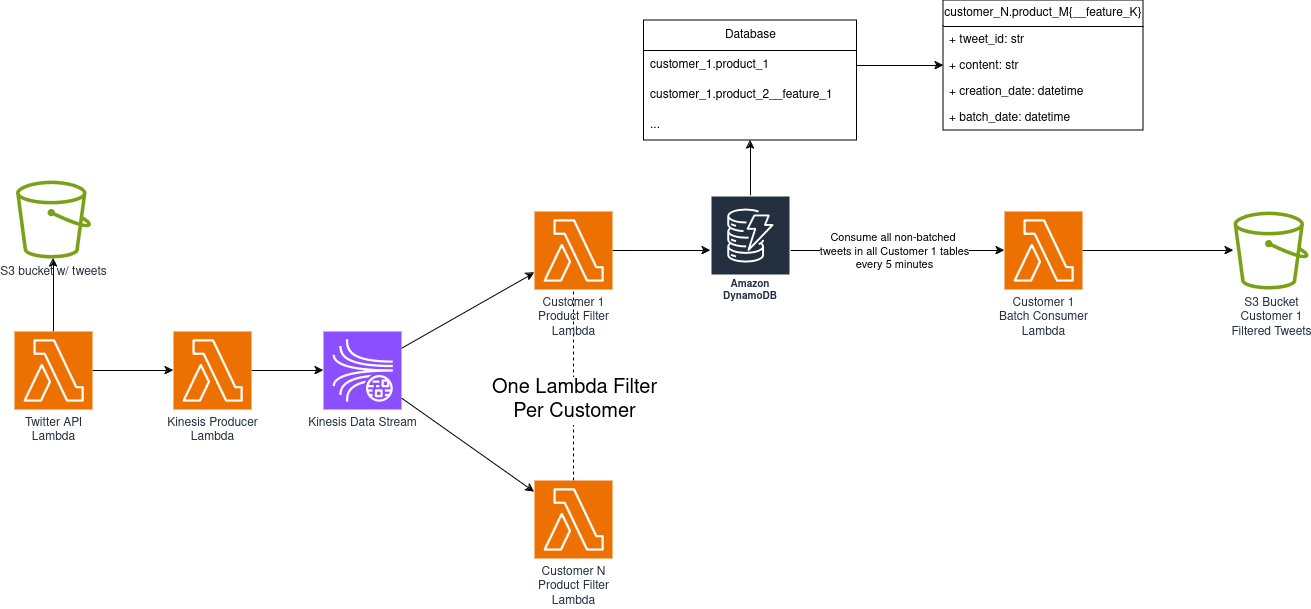 customer_N.product_M{__feature_K}
+ tweet_id: str
+ content: str
+ creation_date: datetime
+ batch_date: datetime
Database
customer_1.product_1
customer_1.product_2__feature_1
...
S3 bucket w/ tweets
Consume all non-batched
tweets in all Customer 1 tables
every 5 minutes
Amazon
DynamoDB
Customer 1
Product Filter
Lambda
Customer 1
Batch Consumer
Lambda
S3 Bucket
Customer 1
Filtered Tweets
One Lambda Filter
Per Customer
Twitter API
Lambda
Kinesis Producer
Lambda
Kinesis Data Stream
Customer N
Product Filter
Lambda